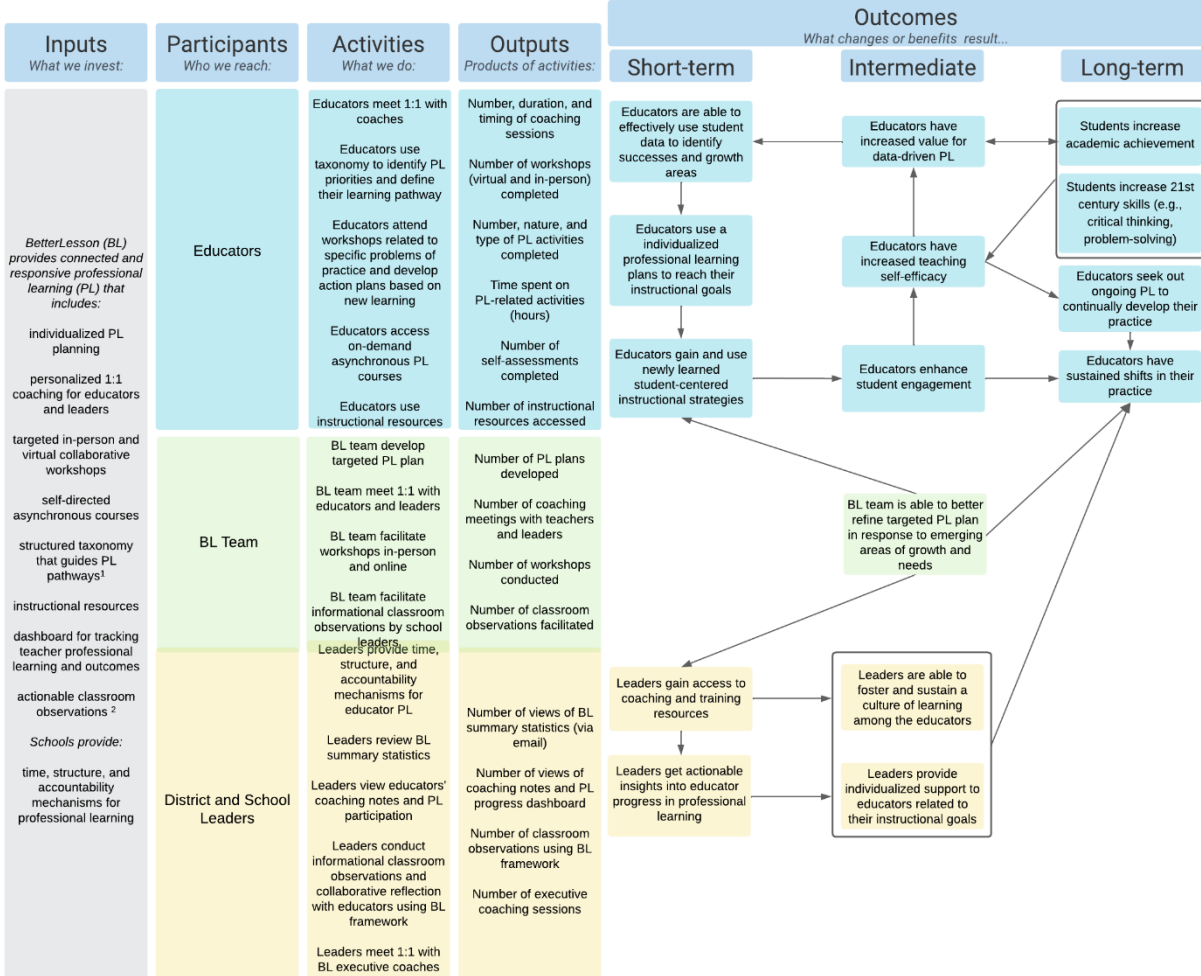 Inputs
What we invest:
Participants
Who we reach:
Activities
What we do:
Outputs
Products of activities:
Outcomes
What changes or benefits result...
Short-term
Intermediate
Long-term
BetterLesson (BL)
provides connected and
responsive professional
learning (PL) that
includes:
individualized PL
planning
personalized 1:1
coaching for educators
and leaders
targeted in-person and
virtual collaborative
workshops
self-directed
asynchronous courses
structured taxonomy
that guides PL
pathways¹
instructional resources
dashboard for tracking
teacher professional
learning and outcomes
actionable classroom
observations ²
Schools provide:
time, structure, and
accountability
mechanisms for
professional learning
Educators
Educators meet 1:1 with
coaches
Educators use
taxonomy to identify PL
priorities and define
their learning pathway
Educators attend
workshops related to
specific problems of
practice and develop
action plans based on
new learning
Educators access
on-demand
asynchronous PL
courses
Educators use
instructional resources
Number, duration, and
timing of coaching
sessions
Number of workshops
(virtual and in-person)
completed
Number, nature, and
type of PL activities
completed
Time spent on
PL-related activities
(hours)
Number of
self-assessments
completed
Number of instructional
resources accessed
Educators are able to
effectively use student
data to identify
successes and growth
areas
Educators use a
individualized
professional learning
plans to reach their
instructional goals
Educators gain and use
newly learned
student-centered
instructional strategies
Educators have
increased value for
data-driven PL
Educators have
increased teaching
self-efficacy
Educators enhance
student engagement
Students increase
academic achievement
Students increase 21st
century skills (e.g.,
critical thinking,
problem-solving)
Educators seek out
ongoing PL to
continually develop their
practice
Educators have
sustained shifts in their
practice
BL Team
BL team develop
targeted PL plan
BL team meet 1:1 with
educators and leaders
BL team facilitate
workshops in-person
and online
BL team facilitate
informational classroom
observations by school
leaders
Number of PL plans
developed
Number of coaching
meetings with teachers
and leaders
Number of workshops
conducted
Number of classroom
observations facilitated
BL team is able to better
refine targeted PL plan
in response to emerging
areas of growth and
needs
District and School
Leaders
Leaders provide time,
structure, and
accountability
mechanisms for
educator PL
Leaders review BL
summary statistics
Leaders view educators'
coaching notes and PL
participation
Leaders conduct
informational classroom
observations and
collaborative reflection
with educators using BL
framework
Leaders meet 1:1 with
BL executive coaches
Number of views of BL
summary statistics (via
email)
Number of views of
coaching notes and PL
progress dashboard
Number of classroom
observations using BL
framework
Number of executive
coaching sessions
Leaders gain access to
coaching and training
resources
Leaders get actionable
insights into educator
progress in professional
learning
Leaders are able to
foster and sustain a
culture of learning
among the educators
Leaders provide
individualized support to
educators related to
their instructional goals